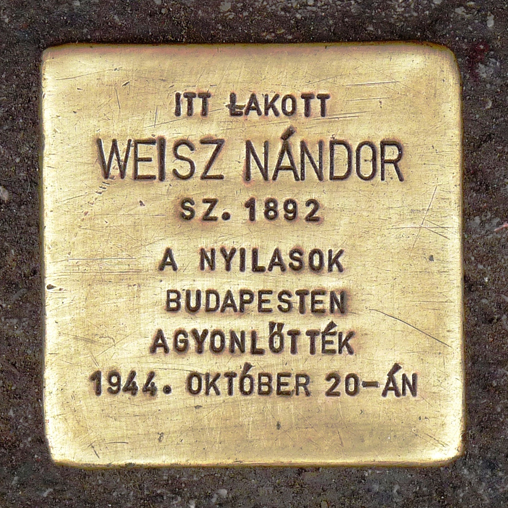 ITT LAKOTT
WEISZ NÁNDOR
SZ. 1892
A NYILASOK
BUDAPESTEN
AGYONLŐTTÉK
1944. OKTÓBER 20-ÁN